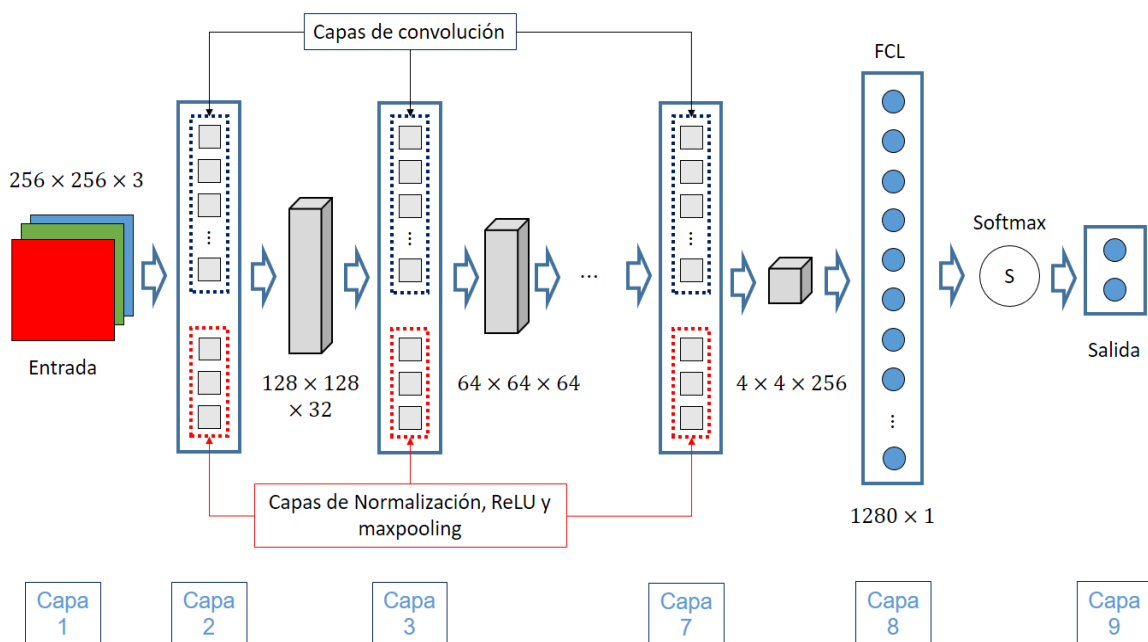 Capas de convolución
FCL
256 × 256 × 3
Entrada
128 × 128
× 32
64 × 64 × 64
...
4 × 4 × 256
1280 × 1
Softmax
S
Salida
Capas de Normalización, ReLU y
maxpooling
Capa
1
Capa
2
Capa
3
Capa
7
Capa
8
Capa
9